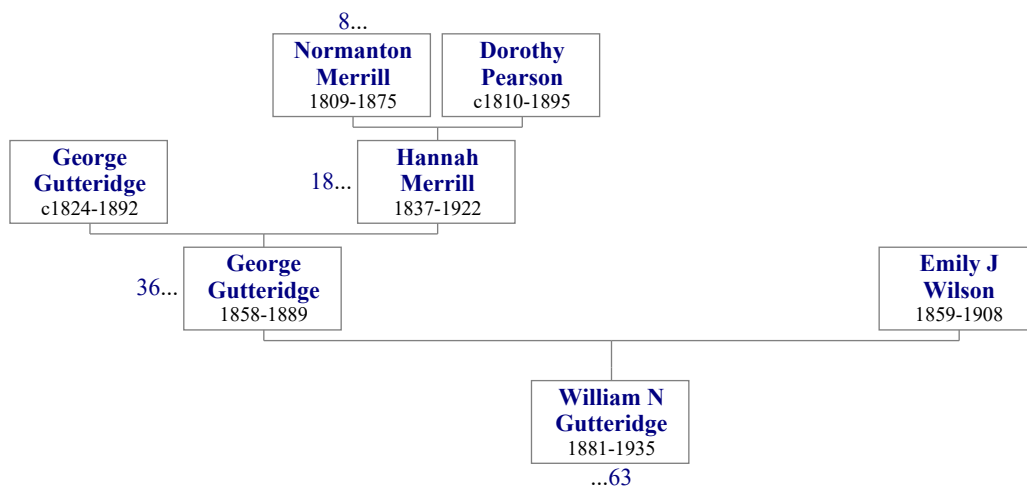 8...
Normanton
Merrill
1809-1875
Dorothy
Pearson
c1810-1895
George
Gutteridge
c1824-1892
18...
Hannah
Merrill
1837-1922
36...
George
Gutteridge
1858-1889
Emily J
Wilson
1859-1908
William N
Gutteridge
1881-1935
...63